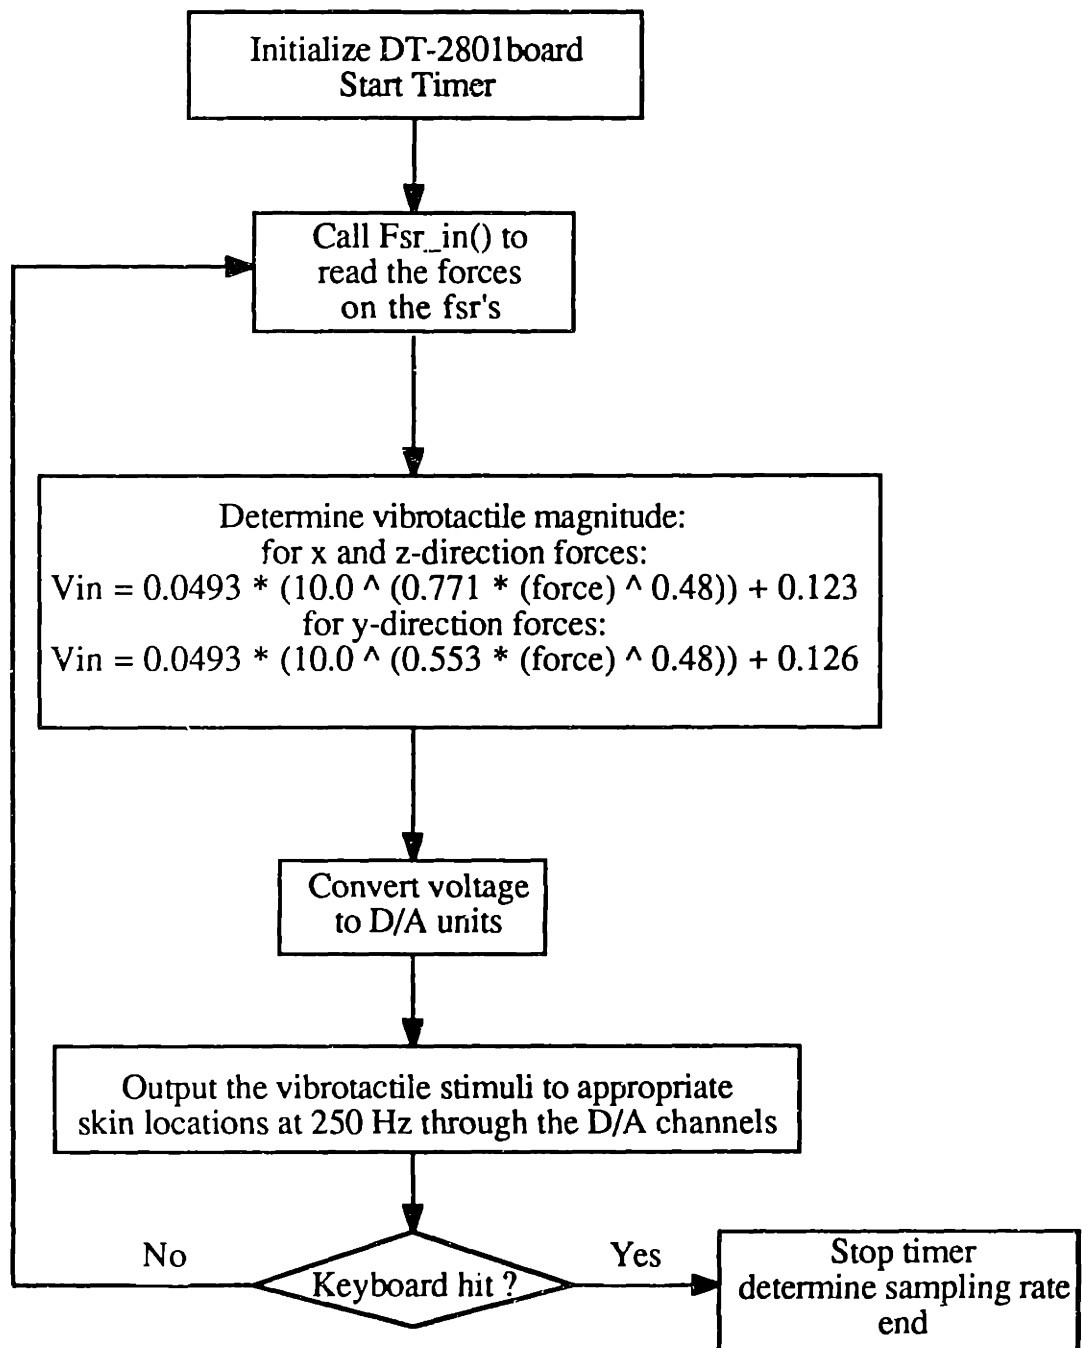 Initialize DT-2801board
Start Timer
Call Fsr_in() to
read the forces
on the fsr's
Determine vibrotactile magnitude:
for x and z-direction forces:
Vin = 0.0493 * (10.0 ^ (0.771 * (force) ^ 0.48)) + 0.123
for y-direction forces:
Vin = 0.0493 * (10.0 ^ (0.553 * (force) ^ 0.48)) + 0.126
Convert voltage
to D/A units
Output the vibrotactile stimuli to appropriate
skin locations at 250 Hz through the D/A channels
No
Keyboard hit ?
Yes
Stop timer
determine sampling rate
end